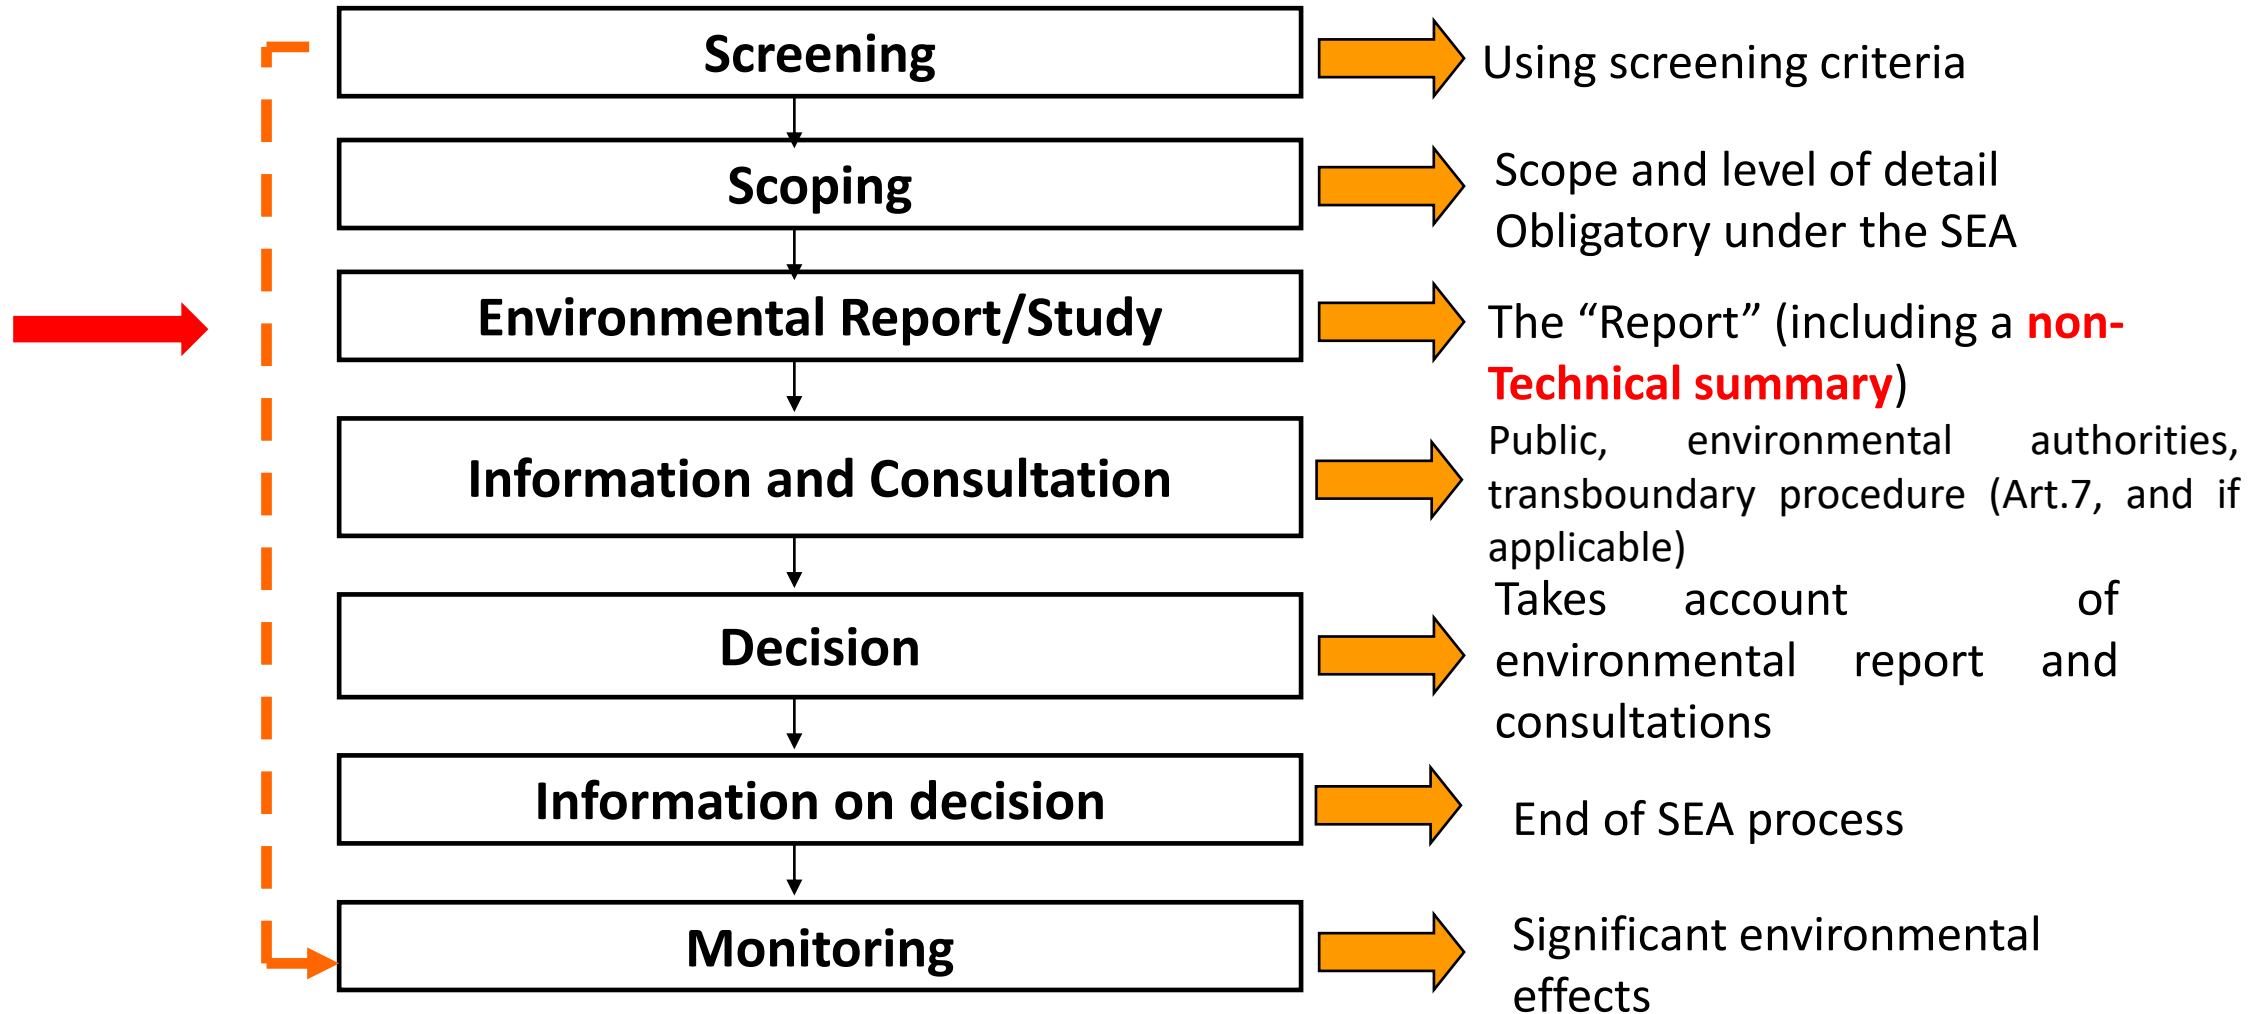 Screening
Using screening criteria
Scoping
Scope and level of detail
Obligatory under the SEA
Environmental Report/Study
The “Report” (including a non-
Technical summary)
Information and Consultation
Public, environmental authorities,
transboundary procedure (Art.7, and if
applicable)
Decision
Takes account of
environmental report and
consultations
Information on decision
End of SEA process
Monitoring
Significant environmental
effects